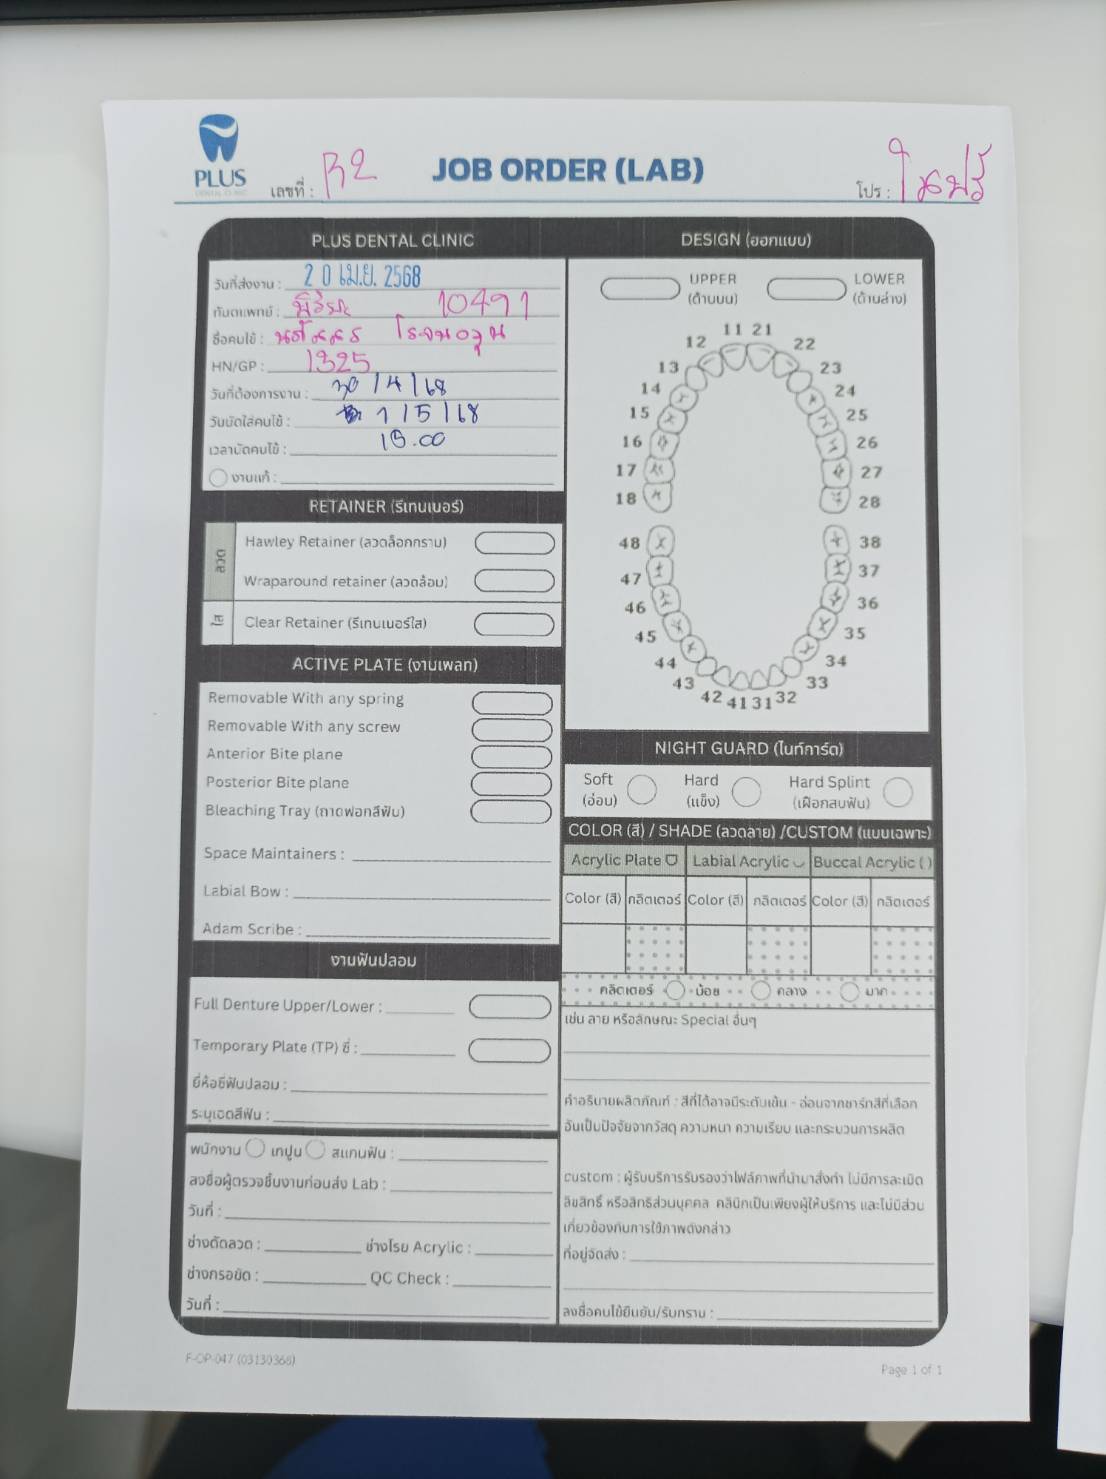 PLUS
DENTAL CLINIC
เลขที่ : B2
JOB ORDER (LAB)
โปร :
PLUS DENTAL CLINIC
วันที่ส่งงาน : 20 เม.ย. 2568
ทันตแพทย์ : 10491
ชื่อคนไข้ :
HN/GP : 1325
วันที่ต้องการงาน : 30/4/68
วันนัดใส่คนไข้ : 1/5/68
เวลานัดคนไข้ :
งานแก้ :
RETAINER (รีเทนเนอร์)
ลวด
Hawley Retainer (ลวดล็อกกราม)
Wraparound retainer (ลวดอ้อม)
ใส
Clear Retainer (รีเทนเนอร์ใส)
ACTIVE PLATE (งานเพลท)
Removable With any spring
Removable With any screw
Anterior Bite plane
Posterior Bite plane
Bleaching Tray (ถาดฟอกสีฟัน)
Space Maintainers :
Labial Bow :
Adam Scribe :
งานฟันปลอม
Full Denture Upper/Lower :
Temporary Plate (TP) ซี่ :
ยี่ห้อซี่ฟันปลอม :
ระบุเฉดสีฟัน :
พนักงาน เทปูน สแกนฟัน :
ลงชื่อผู้ตรวจชิ้นงานก่อนส่ง Lab :
วันที่ :
ช่างดัดลวด : ช่างโรย Acrylic :
ช่างกรอขัด : QC Check :
วันที่ :
DESIGN (ออกแบบ)
UPPER
(ด้านบน)
LOWER
(ด้านล่าง)
11 21
12 22
13 23
14 24
15 25
16 26
17 27
18 28
48 38
47 37
46 36
45 35
44 34
43 33
42 41 31 32
NIGHT GUARD (ไนท์การ์ด)
Soft Hard Hard Splint
(อ่อน) (แข็ง) (เฝือกสบฟัน)
COLOR (สี) / SHADE (ลวดลาย) /CUSTOM (แบบเฉพาะ)
Acrylic Plate Labial Acrylic Buccal Acrylic ( )
Color (สี) กลิตเตอร์ Color (สี) กลิตเตอร์ Color (สี) กลิตเตอร์
กลิตเตอร์ น้อย กลาง มาก
เช่น ลาย หรือลักษณะ Special อื่นๆ
คำอธิบายผลิตภัณฑ์ : สีที่ได้อาจมีระดับเข้ม - อ่อนจากชาร์ทสีที่เลือก
อันเป็นปัจจัยจากวัสดุ ความหนา ความเรียบ และกระบวนการผลิต
custom : ผู้รับบริการรับรองว่าไฟล์ภาพที่นำมาสั่งทำ ไม่มีการละเมิด
ลิขสิทธิ์ หรือสิทธิส่วนบุคคล คลินิกเป็นเพียงผู้ให้บริการ และไม่มีส่วน
เกี่ยวข้องกับการใช้ภาพดังกล่าว
ที่อยู่จัดส่ง :
ลงชื่อคนไข้ยืนยัน/รับทราบ :
F-OP-047 (03130368)
Page 1 of 1